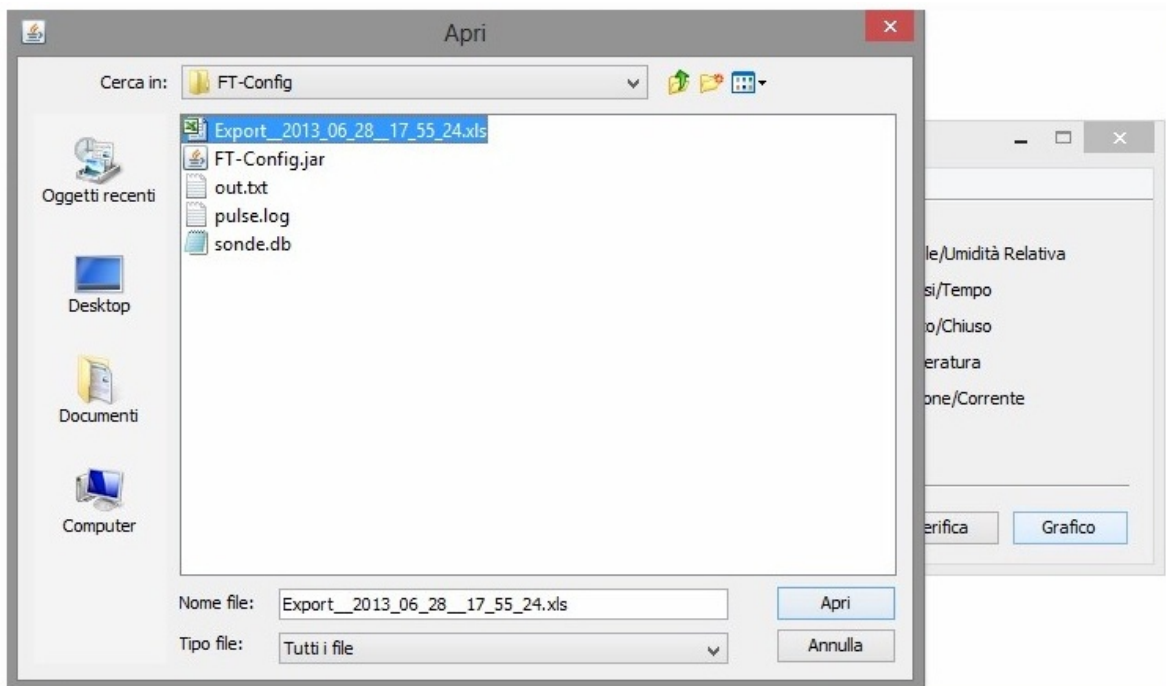 Apri
Cerca in: FT-Config
Export__2013_06_28__17_55_24.xls
FT-Config.jar
out.txt
pulse.log
sonde.db
Oggetti recenti
Desktop
Documenti
Computer
Nome file: Export__2013_06_28__17_55_24.xls
Apri
Tipo file: Tutti i file
Annulla
le/Umidità Relativa
si/Tempo
o/Chiuso
eratura
one/Corrente
erifica
Grafico